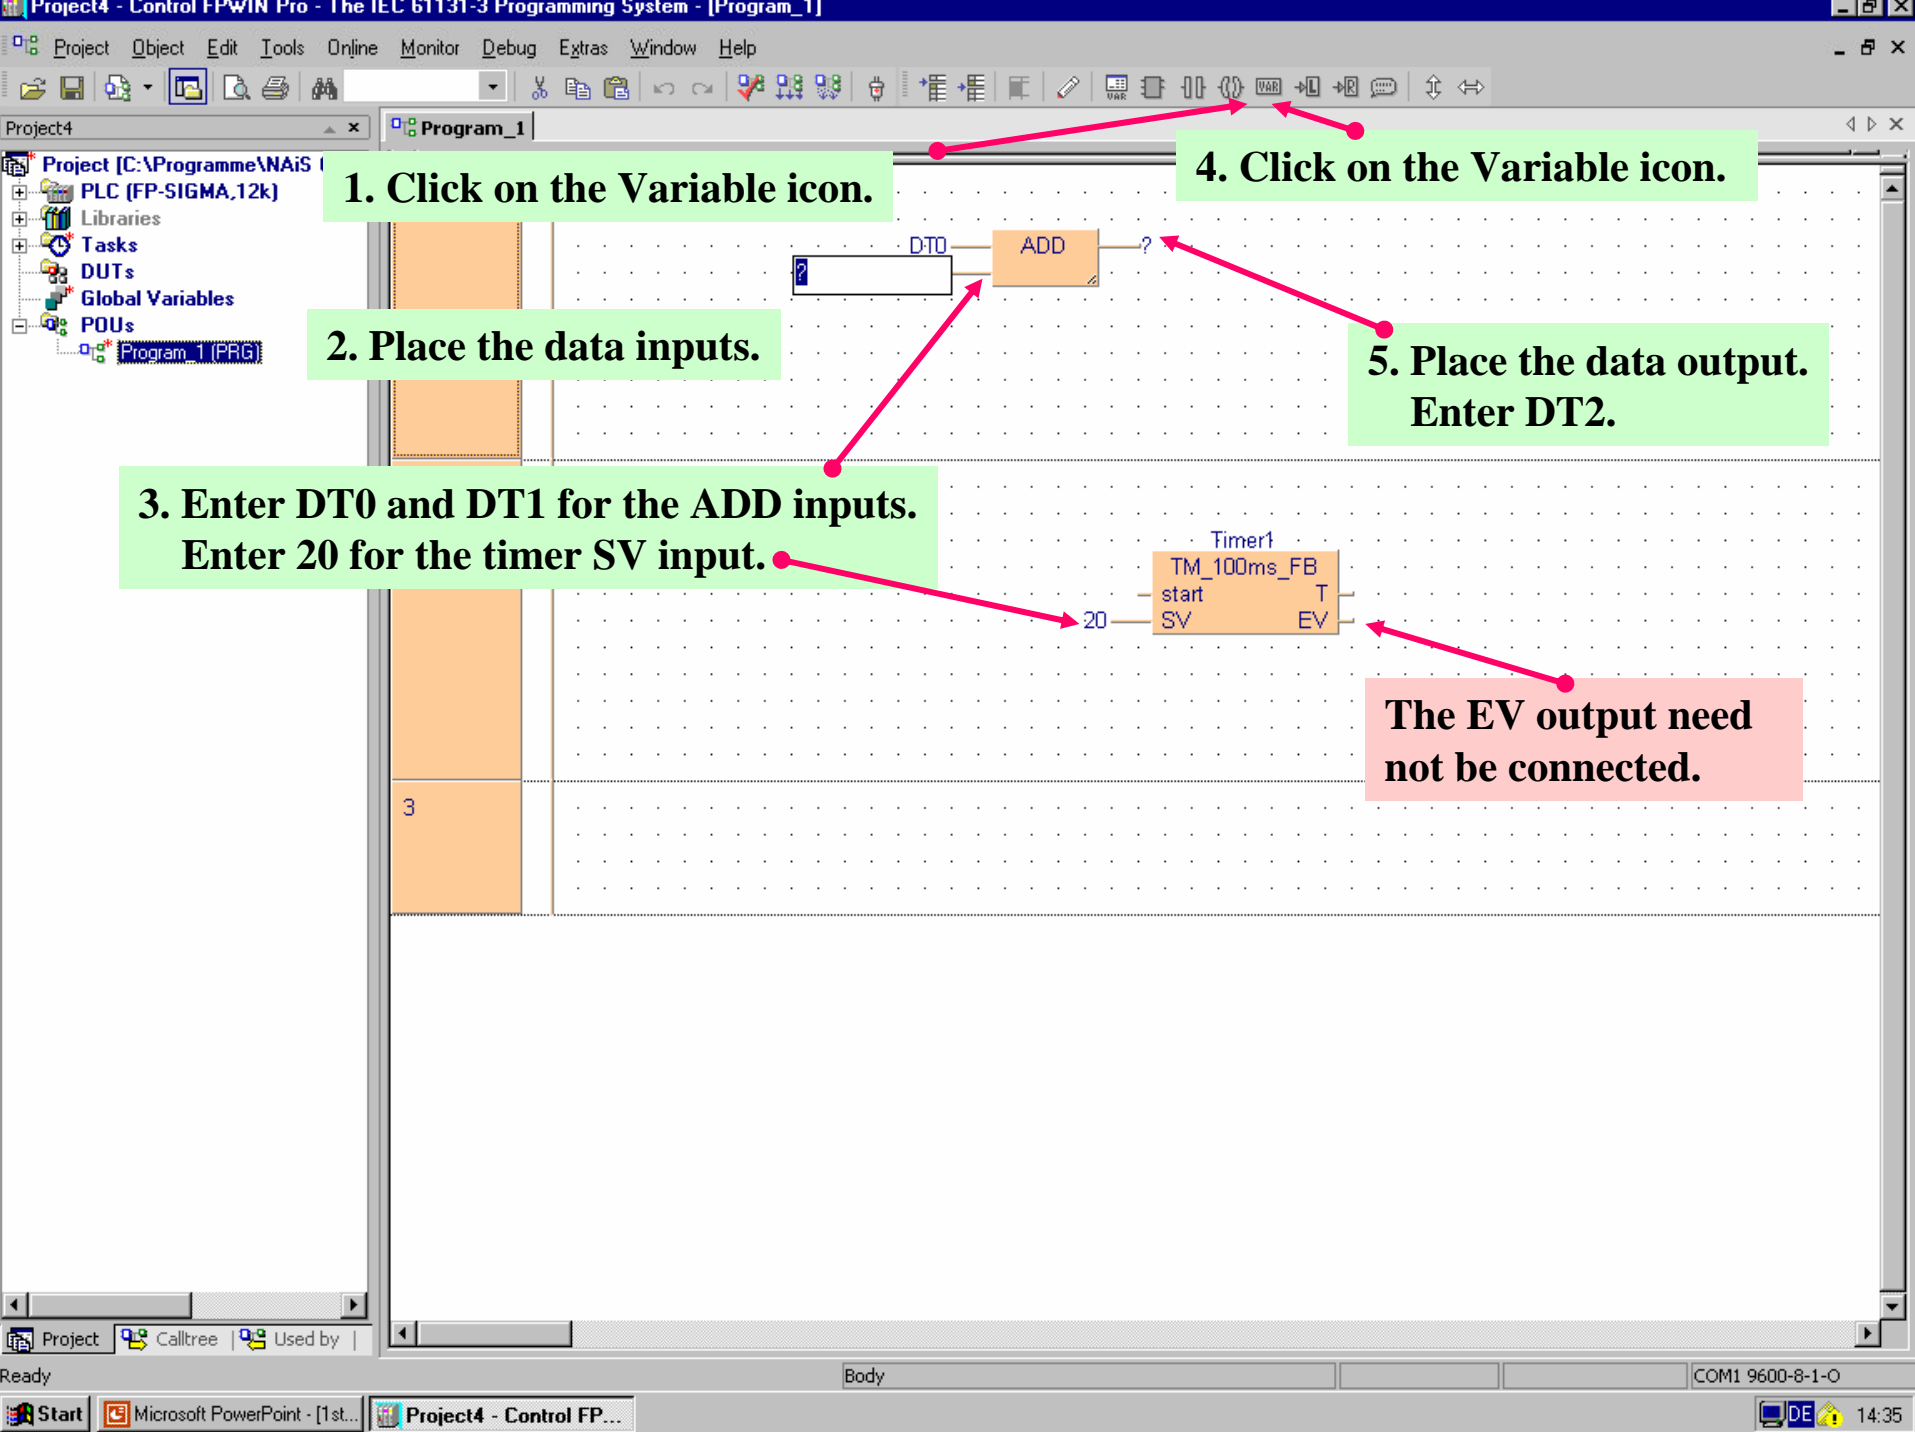 Project4 - Control FPWIN Pro - The IEC 61131-3 Programming System - [Program_1]
Project Object Edit Tools Online Monitor Debug Extras Window Help
VAR VAR L R
Project4
Program_1
Project [C:\Programme\NAiS
PLC (FP-SIGMA,12k)
Libraries
Tasks
DUTs
Global Variables
POUs
Program_1 (PRG)
1. Click on the Variable icon.
4. Click on the Variable icon.
DT0 ADD ?
?
2. Place the data inputs.
5. Place the data output.
Enter DT2.
3. Enter DT0 and DT1 for the ADD inputs.
Enter 20 for the timer SV input.
Timer1
TM_100ms_FB
start T
20 SV EV
The EV output need
not be connected.
3
Project Calltree Used by
Ready Body COM1 9600-8-1-O
Start Microsoft PowerPoint - [1st... Project4 - Control FP... DE 14:35